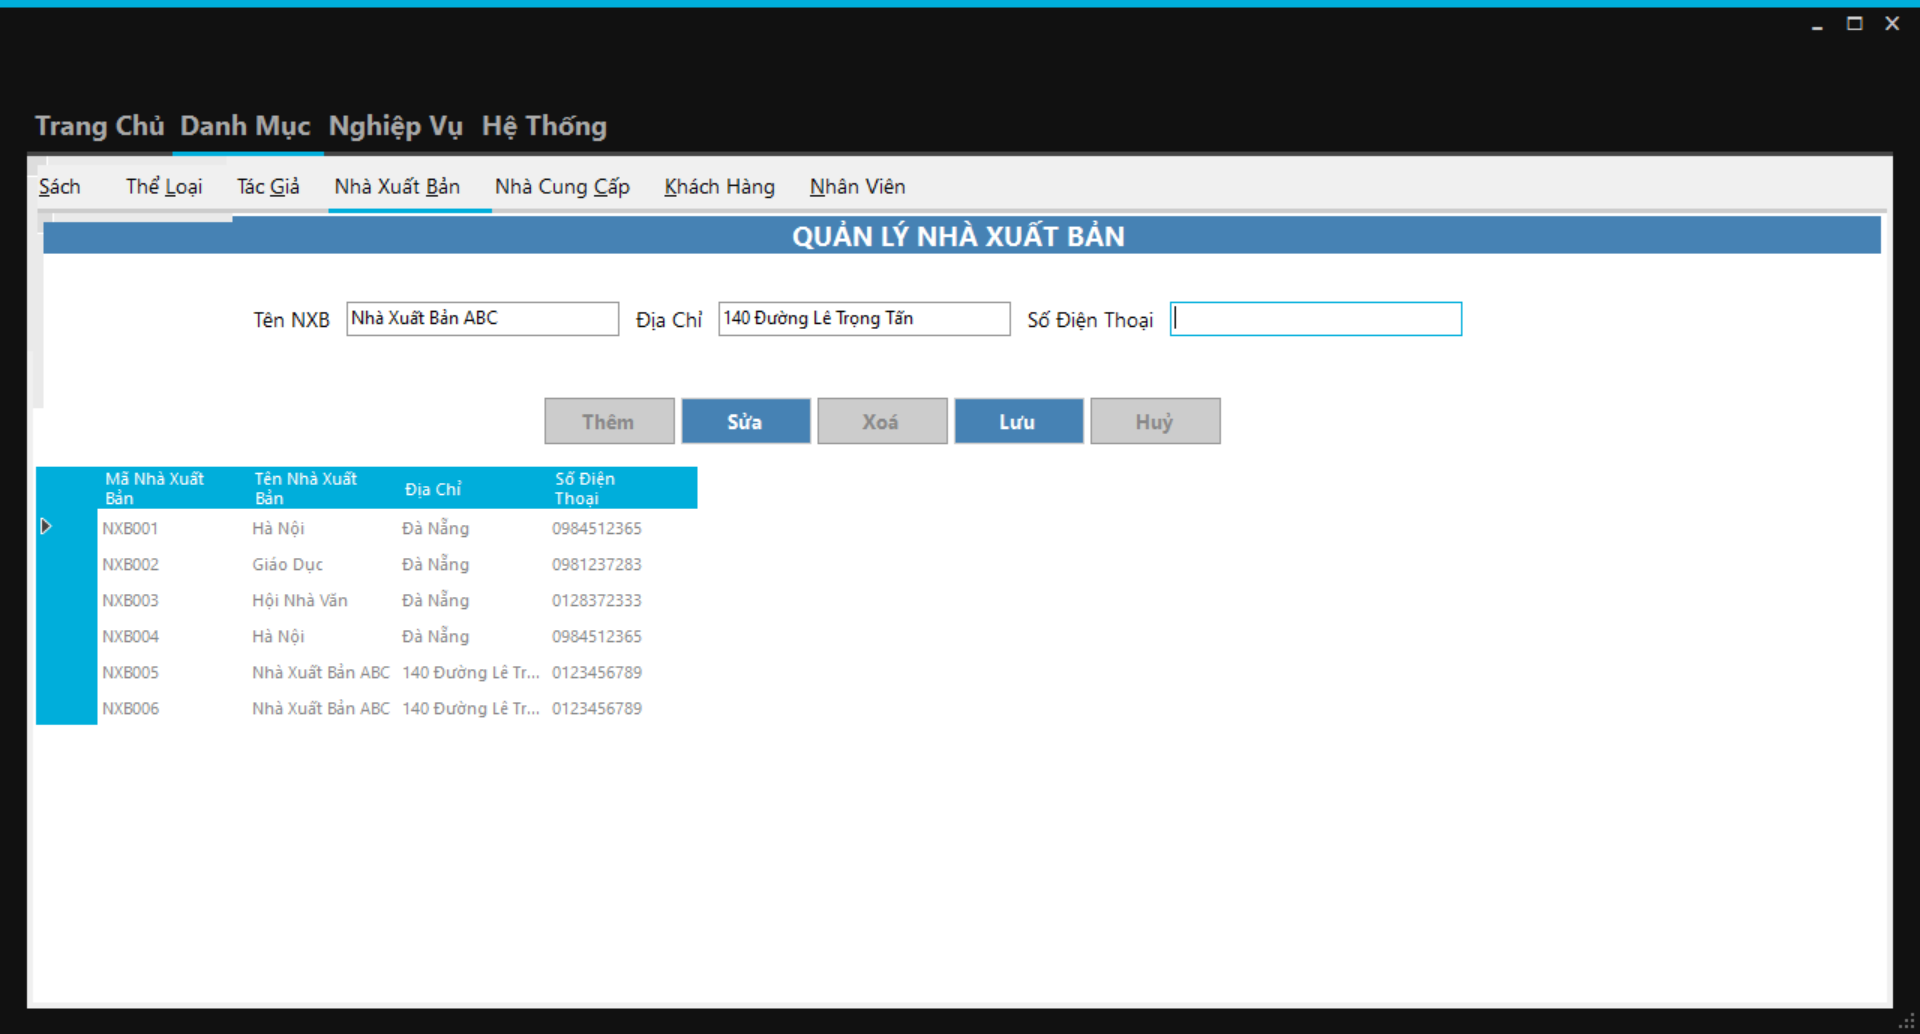 Trang Chủ Danh Mục Nghiệp Vụ Hệ Thống
Sách Thể Loại Tác Giả Nhà Xuất Bản Nhà Cung Cấp Khách Hàng Nhân Viên
QUẢN LÝ NHÀ XUẤT BẢN
Tên NXB Nhà Xuất Bản ABC Địa Chỉ 140 Đường Lê Trọng Tấn Số Điện Thoại
Thêm Sửa Xoá Lưu Huỷ
Mã Nhà Xuất Bản Tên Nhà Xuất Bản Địa Chỉ Số Điện Thoại
NXB001 Hà Nội Đà Nẵng 0984512365
NXB002 Giáo Dục Đà Nẵng 0981237283
NXB003 Hội Nhà Văn Đà Nẵng 0128372333
NXB004 Hà Nội Đà Nẵng 0984512365
NXB005 Nhà Xuất Bản ABC 140 Đường Lê Tr... 0123456789
NXB006 Nhà Xuất Bản ABC 140 Đường Lê Tr... 0123456789